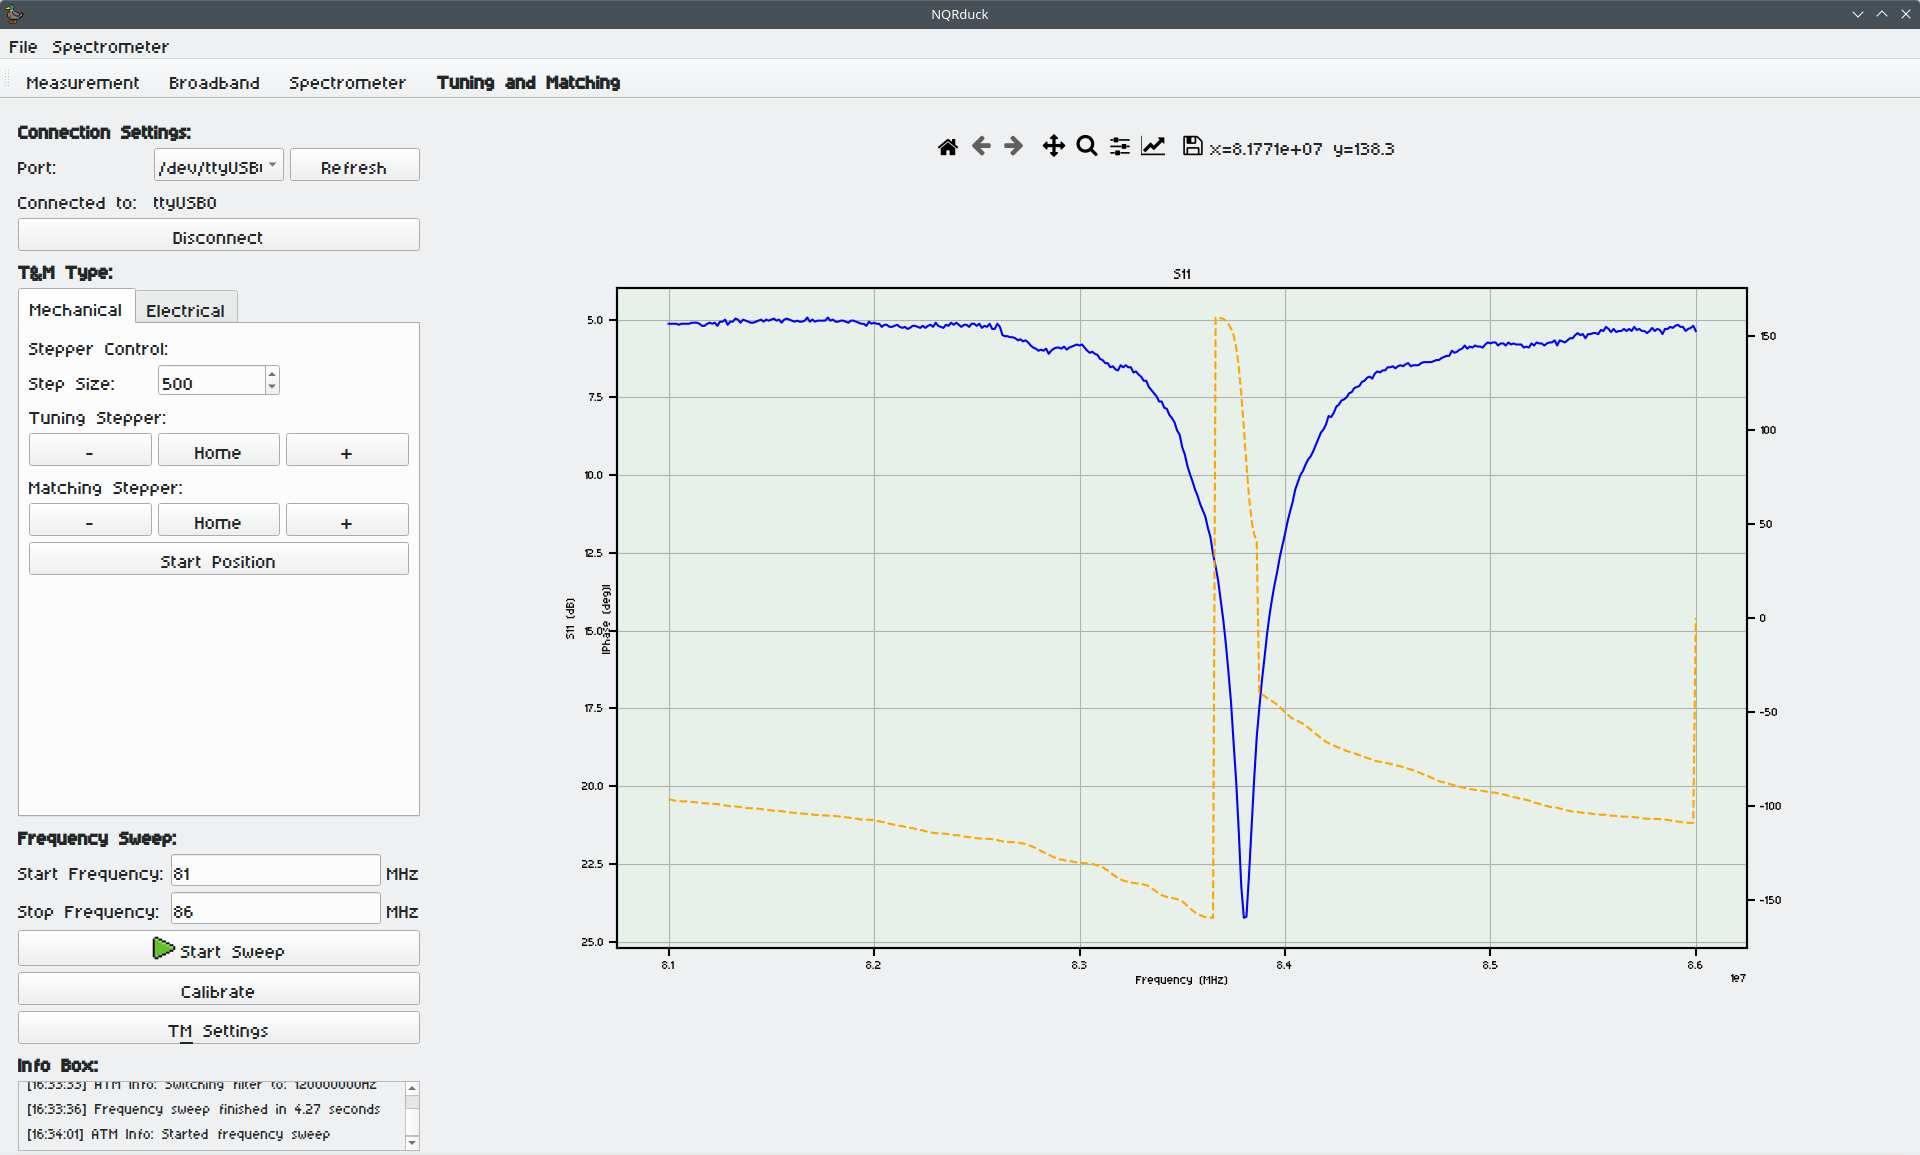 NQRduck
File Spectrometer
Measurement Broadband Spectrometer Tuning and Matching
Connection Settings:
Port: /dev/ttyUSB Refresh
Connected to: ttyUSB0
Disconnect
T&M Type:
Mechanical Electrical
Stepper Control:
Step Size: 500
Tuning Stepper:
- Home +
Matching Stepper:
- Home +
Start Position
Frequency Sweep:
Start Frequency: 81 MHz
Stop Frequency: 86 MHz
Start Sweep
Calibrate
TM Settings
Info Box:
[16:33:33] ATM Info: Switching filter to: 120000000Hz
[16:33:36] Frequency sweep finished in 4.27 seconds
[16:34:01] ATM Info: Started frequency sweep
x=8.1771e+07 y=138.3
S11
5.0
7.5
10.0
12.5
15.0
17.5
20.0
22.5
25.0
S11 (dB)
|Phase (deg)|
150
100
50
0
-50
-100
-150
8.1 8.2 8.3 8.4 8.5 8.6
1e7
Frequency (MHz)